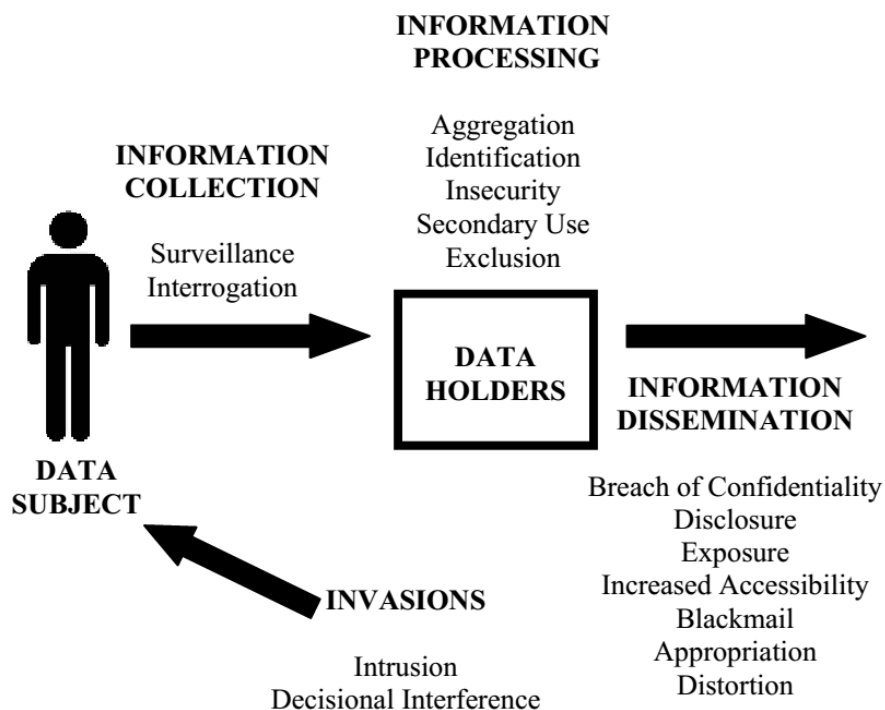 INFORMATION
PROCESSING
Aggregation
Identification
Insecurity
Secondary Use
Exclusion
INFORMATION
COLLECTION
Surveillance
Interrogation
DATA
HOLDERS
INFORMATION
DISSEMINATION
Breach of Confidentiality
Disclosure
Exposure
Increased Accessibility
Blackmail
Appropriation
Distortion
DATA
SUBJECT
INVASIONS
Intrusion
Decisional Interference